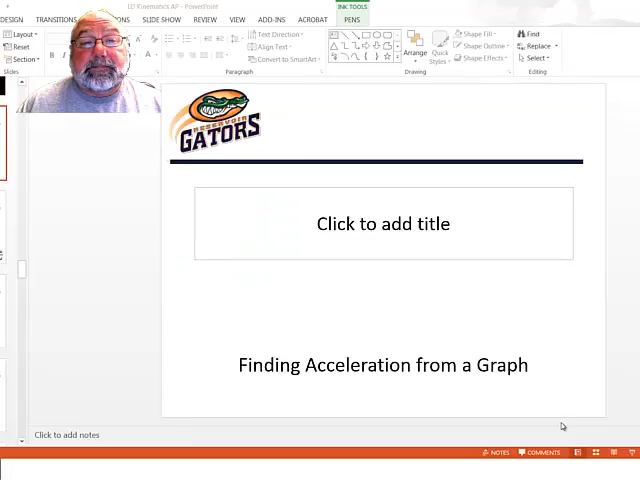 LO Kinematics AP - PowerPoint
INK TOOLS
DESIGN TRANSITIONS SLIDE SHOW REVIEW VIEW ADD-INS ACROBAT PENS
Layout
Reset
Section
Slides
B
A
Text Direction
Align Text
Convert to SmartArt
Paragraph
Arrange
Quick
Styles
Shape Fill
Shape Outline
Shape Effects
Drawing
Find
Replace
Select
Editing
RESERVOIR
GATORS
Click to add title
Finding Acceleration from a Graph
Click to add notes
NOTES COMMENTS